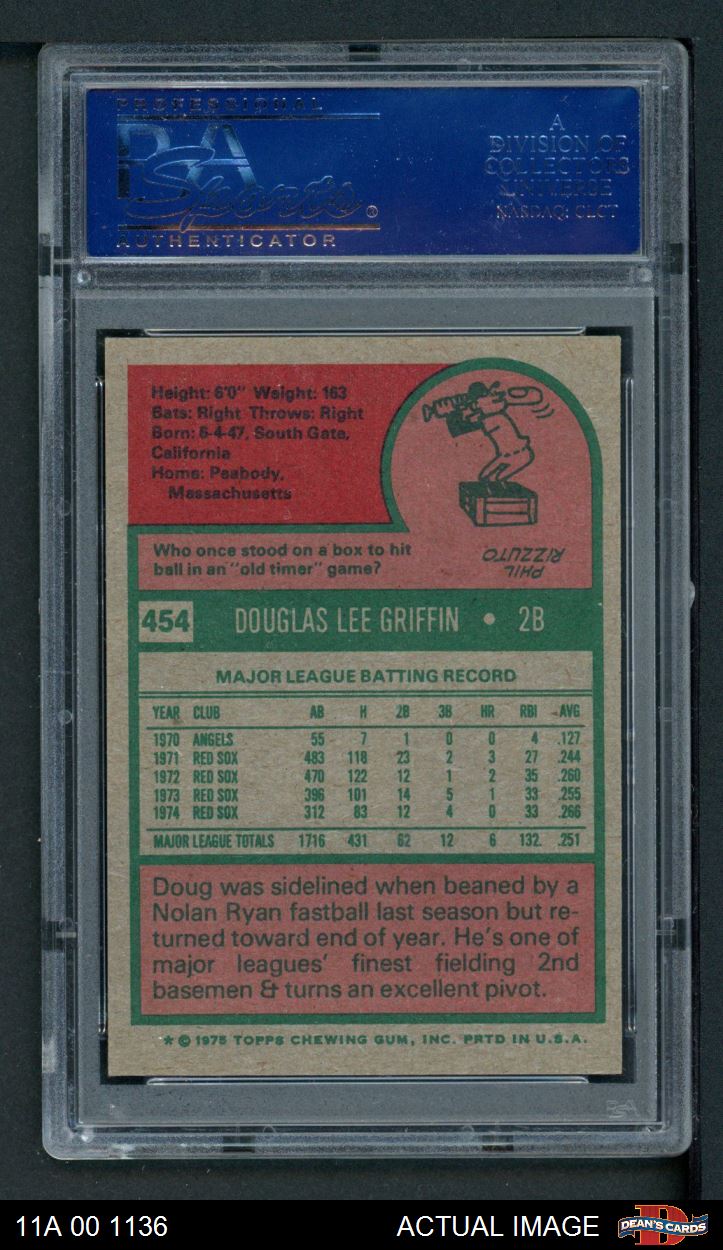 PROFESSIONAL
PSA
Sports®
AUTHENTICATOR
A
DIVISION OF
COLLECTORS
UNIVERSE
NASDAQ: CLCT
Height: 6'0" Weight: 163
Bats: Right Throws: Right
Born: 6-4-47, South Gate,
California
Home: Peabody,
Massachusetts
Who once stood on a box to hit
ball in an "old timer" game?
PHIL
RIZZUTO
454 DOUGLAS LEE GRIFFIN • 2B
MAJOR LEAGUE BATTING RECORD
YEAR CLUB AB H 2B 3B HR RBI AVG
1970 ANGELS 55 7 1 0 0 4 .127
1971 RED SOX 483 118 23 2 3 27 .244
1972 RED SOX 470 122 12 1 2 35 .260
1973 RED SOX 396 101 14 5 1 33 .255
1974 RED SOX 312 83 12 4 0 33 .266
MAJOR LEAGUE TOTALS 1716 431 62 12 6 132 .251
Doug was sidelined when beaned by a
Nolan Ryan fastball last season but re-
turned toward end of year. He's one of
major leagues' finest fielding 2nd
basemen & turns an excellent pivot.
* © 1975 TOPPS CHEWING GUM, INC. PRTD IN U.S.A.
PSA
11A 00 1136 ACTUAL IMAGE DEAN'S CARDS